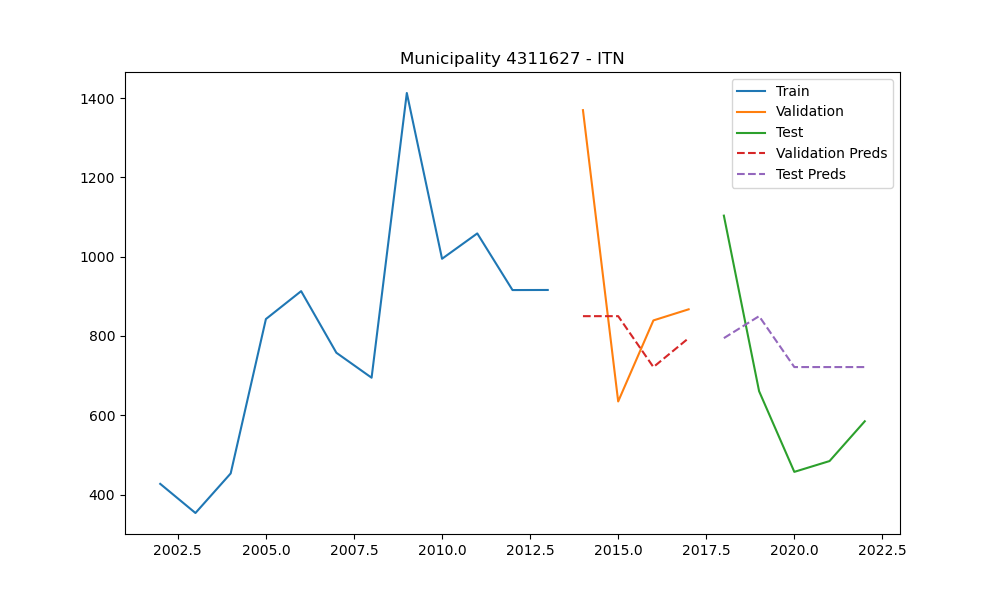 Municipality 4311627 - ITN
1400
1200
1000
800
600
400
2002.5 2005.0 2007.5 2010.0 2012.5 2015.0 2017.5 2020.0 2022.5
Train
Validation
Test
Validation Preds
Test Preds